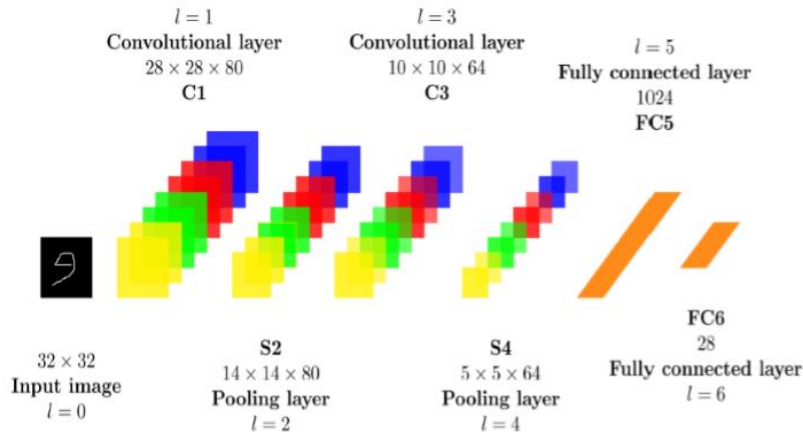 l = 1
Convolutional layer
28 × 28 × 80
C1
l = 3
Convolutional layer
10 × 10 × 64
C3
l = 5
Fully connected layer
1024
FC5
32 × 32
Input image
l = 0
S2
14 × 14 × 80
Pooling layer
l = 2
S4
5 × 5 × 64
Pooling layer
l = 4
FC6
28
Fully connected layer
l = 6